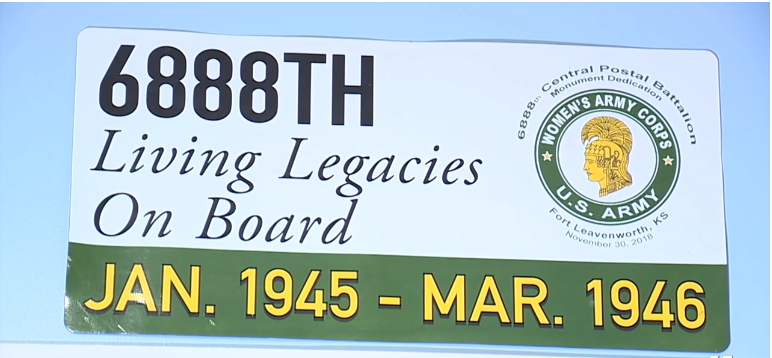 6888TH
Living Legacies
On Board
6888th Central Postal Battalion
Monument Dedication
WOMEN'S ARMY CORPS
U.S. ARMY
Fort Leavenworth, KS
November 30, 2018
JAN. 1945 - MAR. 1946